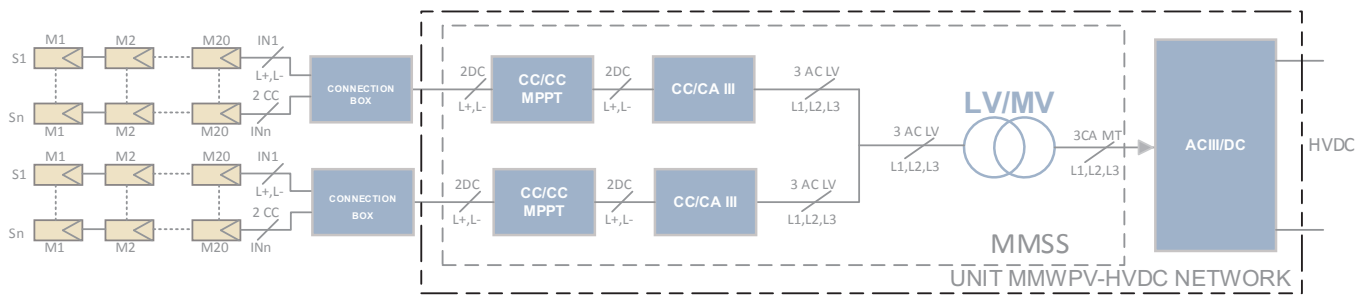 M1
M2
M20
IN1
S1
L+,L-
2 CC
Sn
M1
M2
M20
INn
CONNECTION
BOX
2DC
L+,L-
CC/CC
MPPT
2DC
L+,L-
CC/CA III
3 AC LV
L1,L2,L3
M1
M2
M20
IN1
S1
L+,L-
2 CC
Sn
M1
M2
M20
INn
CONNECTION
BOX
2DC
L+,L-
CC/CC
MPPT
2DC
L+,L-
CC/CA III
3 AC LV
L1,L2,L3
3 AC LV
L1,L2,L3
LV/MV
3CA MT
L1,L2,L3
ACIII/DC
HVDC
MMSS
UNIT MMWPV-HVDC NETWORK